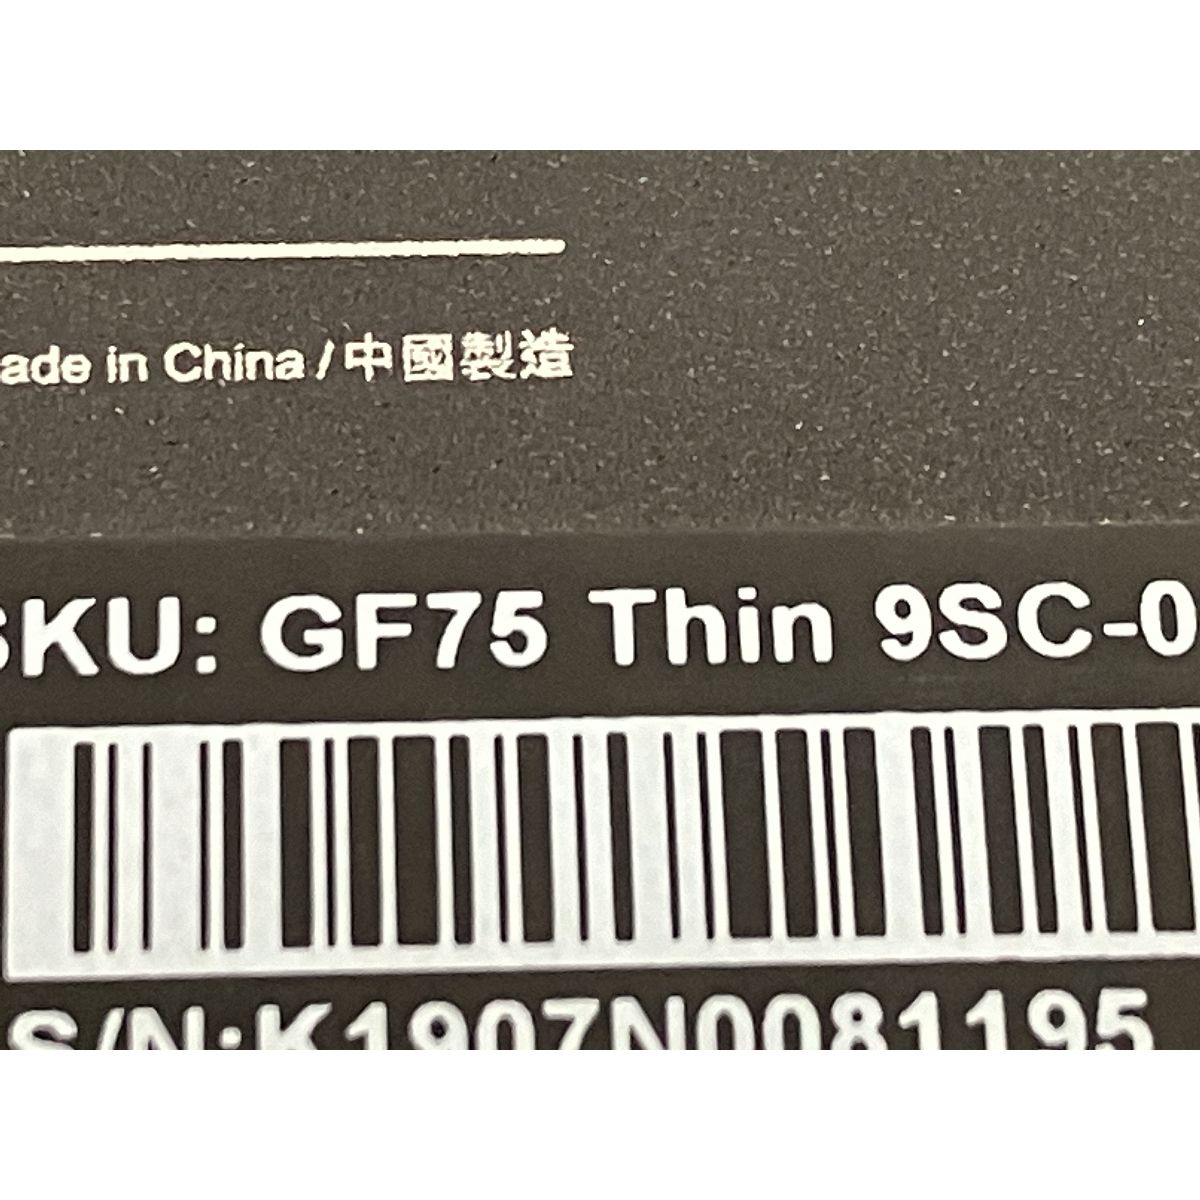 ade in China / 中國製造
SKU: GF75 Thin 9SC-0
S/N:K1907N0081195